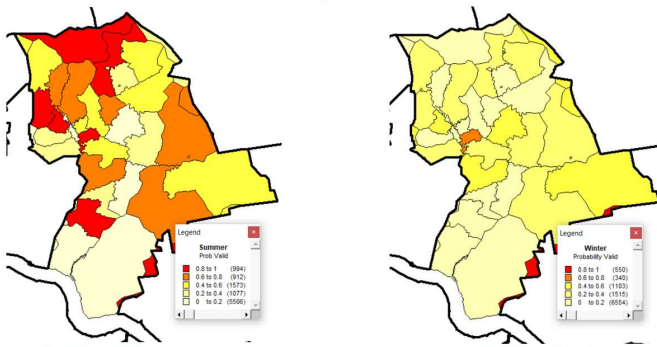 Legend
Summer
Prob Valid
0.8 to 1 (994)
0.6 to 0.8 (912)
0.4 to 0.6 (1573)
0.2 to 0.4 (1077)
0 to 0.2 (5506)
Legend
Winter
Probability Valid
0.8 to 1 (550)
0.6 to 0.8 (340)
0.4 to 0.6 (1103)
0.2 to 0.4 (1515)
0 to 0.2 (6554)